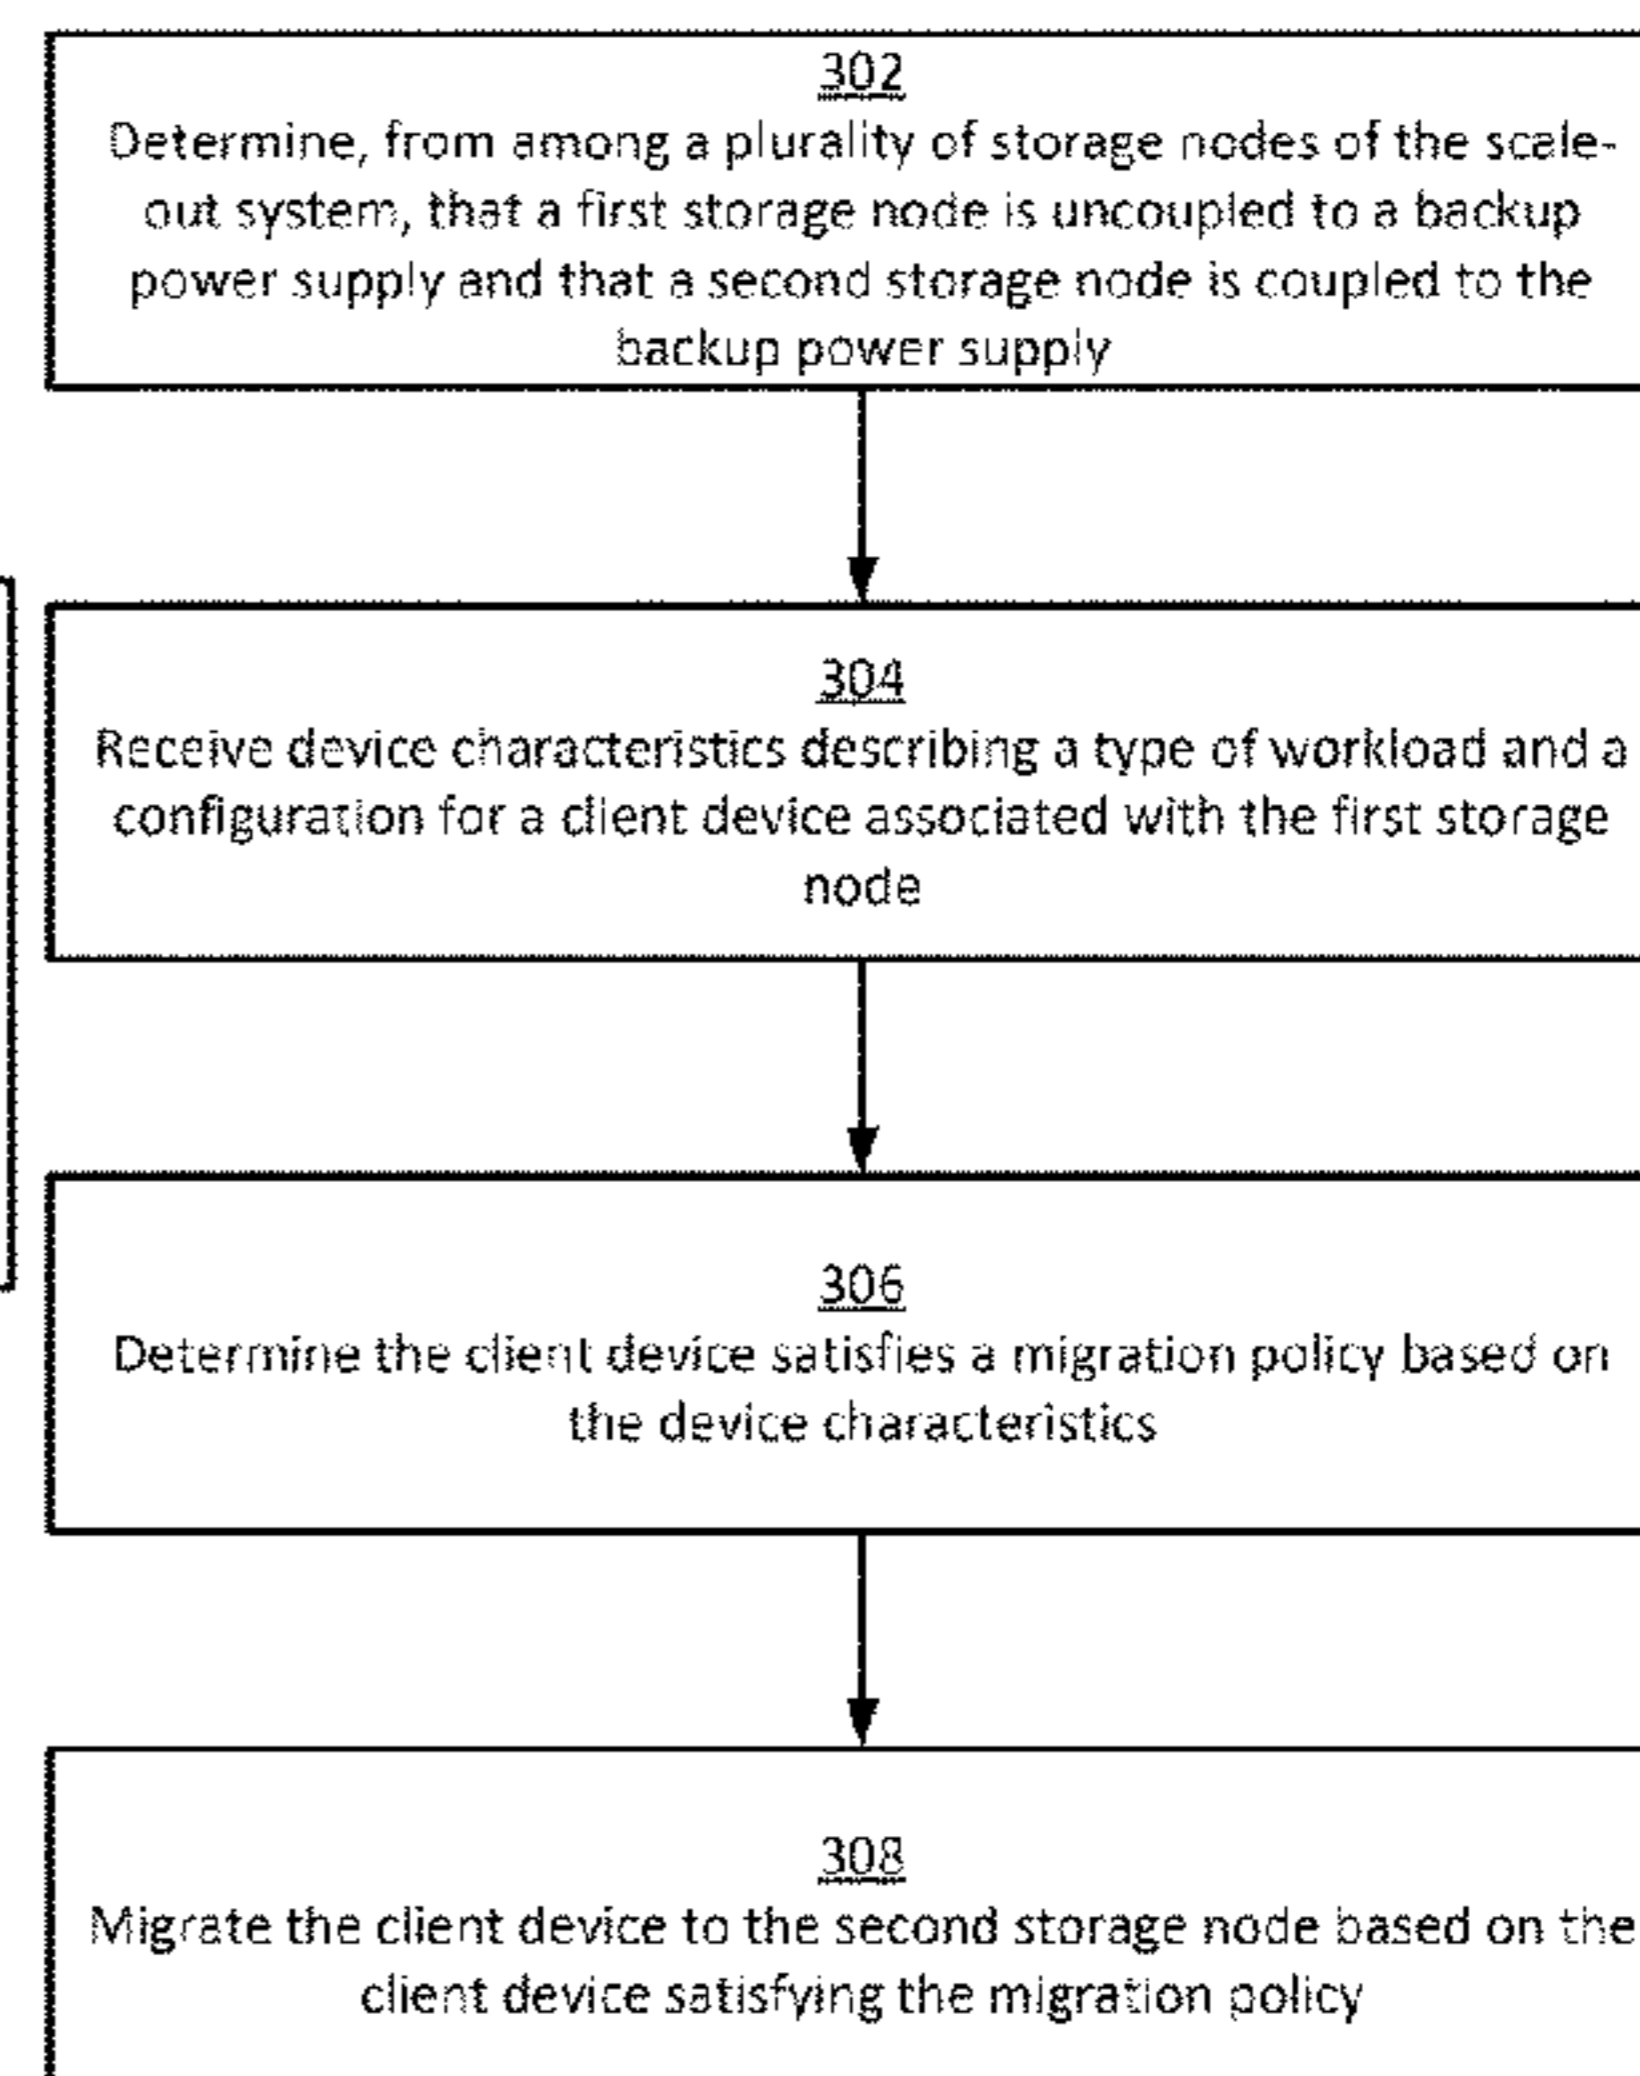 302
Determine, from among a plurality of storage nodes of the scale-
out system, that a first storage node is uncoupled to a backup
power supply and that a second storage node is coupled to the
backup power supply
304
Receive device characteristics describing a type of workload and a
configuration for a client device associated with the first storage
node
306
Determine the client device satisfies a migration policy based on
the device characteristics
308
Migrate the client device to the second storage node based on the
client device satisfying the migration policy